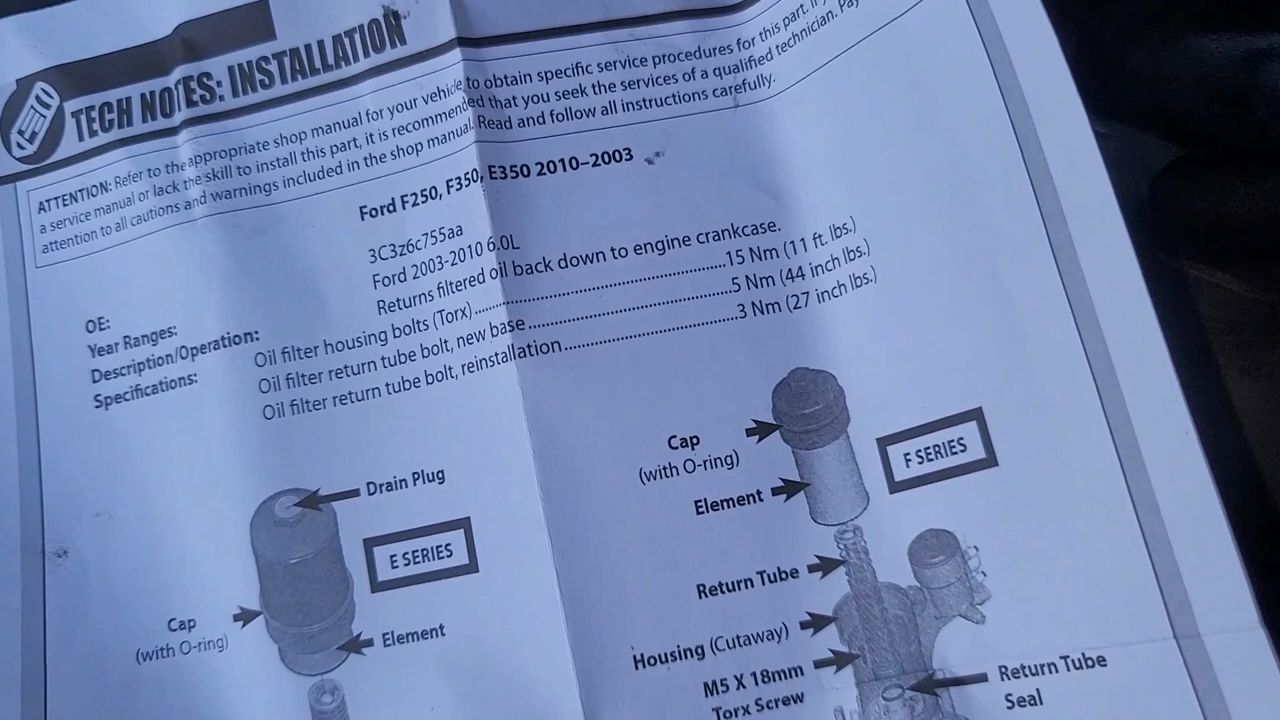 TECH NOTES: INSTALLATION
ATTENTION: Refer to the appropriate shop manual for your vehicle to obtain specific service procedures for this part. If
a service manual or lack the skill to install this part, it is recommended that you seek the services of a qualified technician. Pay
attention to all cautions and warnings included in the shop manual. Read and follow all instructions carefully.
Ford F250, F350, E350 2010–2003
OE: 3C3z6c755aa
Year Ranges: Ford 2003-2010 6.0L
Description/Operation: Returns filtered oil back down to engine crankcase.
Specifications: Oil filter housing bolts (Torx)........15 Nm (11 ft. lbs.)
Oil filter return tube bolt, new base........5 Nm (44 inch lbs.)
Oil filter return tube bolt, reinstallation........3 Nm (27 inch lbs.)
Drain Plug
E SERIES
Cap
(with O-ring)
Element
Cap
(with O-ring)
F SERIES
Element
Return Tube
Housing (Cutaway)
M5 X 18mm
Torx Screw
Return Tube
Seal